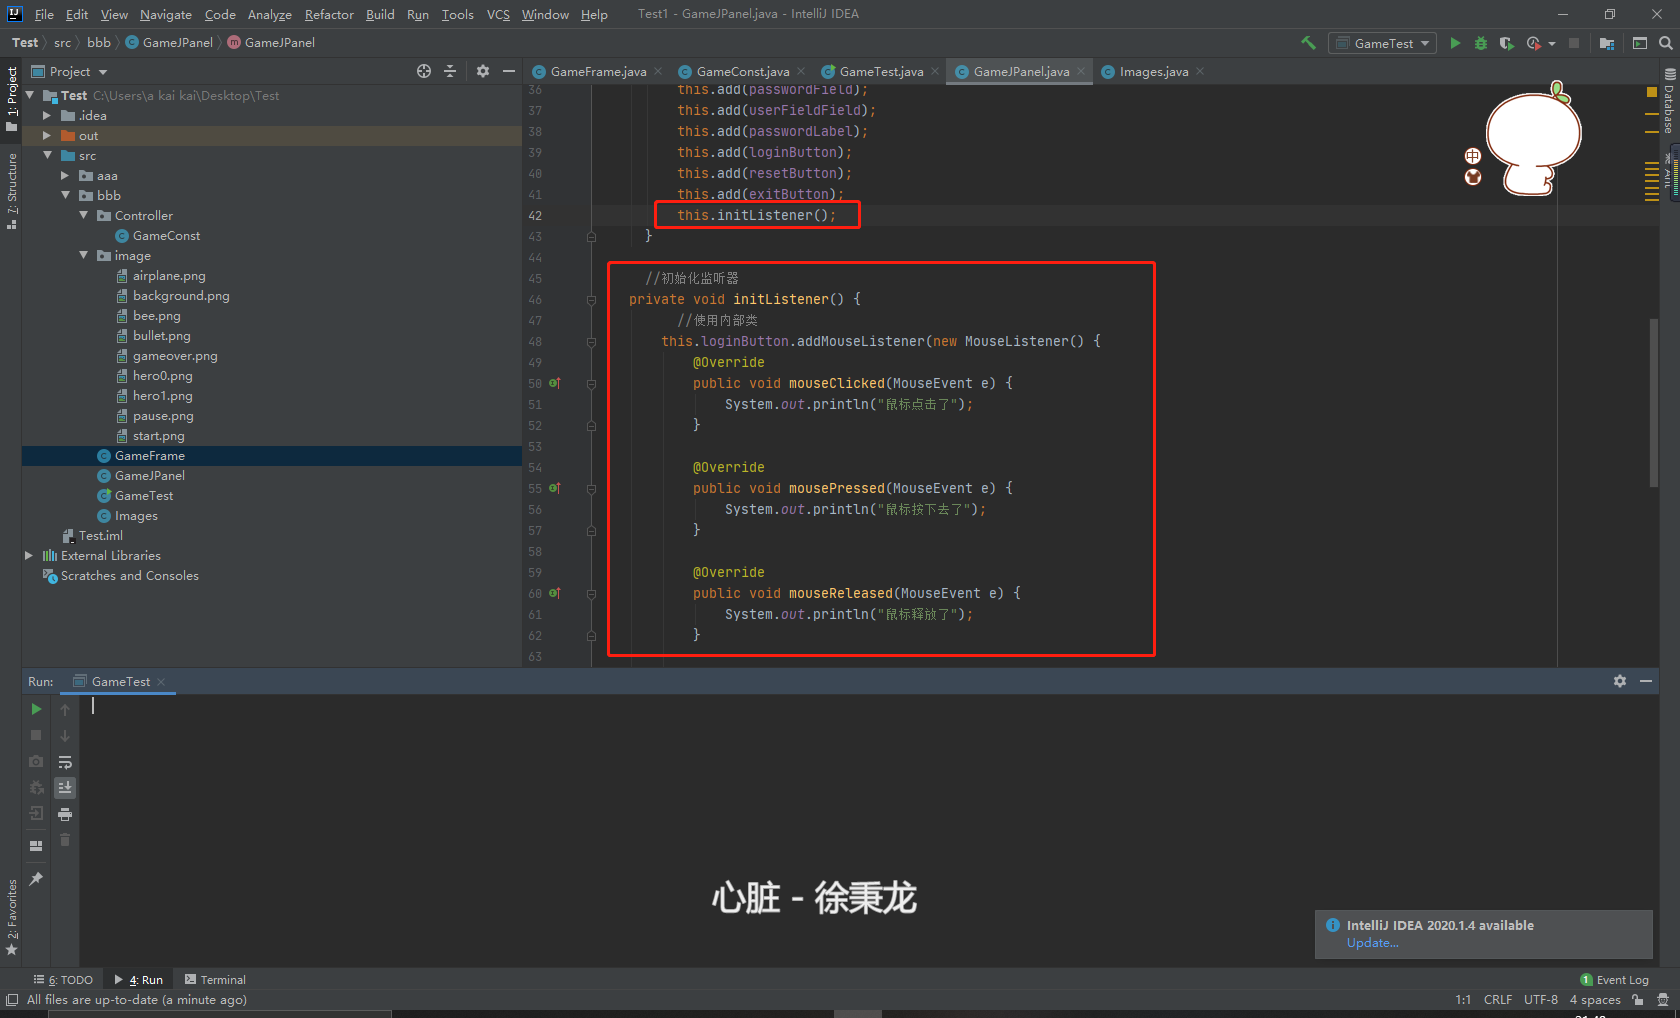 File Edit View Navigate Code Analyze Refactor Build Run Tools VCS Window Help Test1 - GameJPanel.java - IntelliJ IDEA
Test src bbb GameJPanel GameJPanel GameTest
Project
GameFrame.java GameConst.java GameTest.java GameJPanel.java Images.java
1: Project
7: Structure
2: Favorites
Database
Test C:\Users\a kai kai\Desktop\Test
.idea
out
src
aaa
bbb
Controller
GameConst
image
airplane.png
background.png
bee.png
bullet.png
gameover.png
hero0.png
hero1.png
pause.png
start.png
GameFrame
GameJPanel
GameTest
Images
Test.iml
External Libraries
Scratches and Consoles
36 this.add(passwordField);
37 this.add(userFieldField);
38 this.add(passwordLabel);
39 this.add(loginButton);
40 this.add(resetButton);
41 this.add(exitButton);
42 this.initListener();
43 }
44
45 //初始化监听器
46 private void initListener() {
47 //使用内部类
48 this.loginButton.addMouseListener(new MouseListener() {
49 @Override
50 public void mouseClicked(MouseEvent e) {
51 System.out.println("鼠标点击了");
52 }
53
54 @Override
55 public void mousePressed(MouseEvent e) {
56 System.out.println("鼠标按下去了");
57 }
58
59 @Override
60 public void mouseReleased(MouseEvent e) {
61 System.out.println("鼠标释放了");
62 }
63
中
Run: GameTest
心脏 - 徐秉龙
IntelliJ IDEA 2020.1.4 available
Update...
6: TODO 4: Run Terminal 1 Event Log
All files are up-to-date (a minute ago) 1:1 CRLF UTF-8 4 spaces